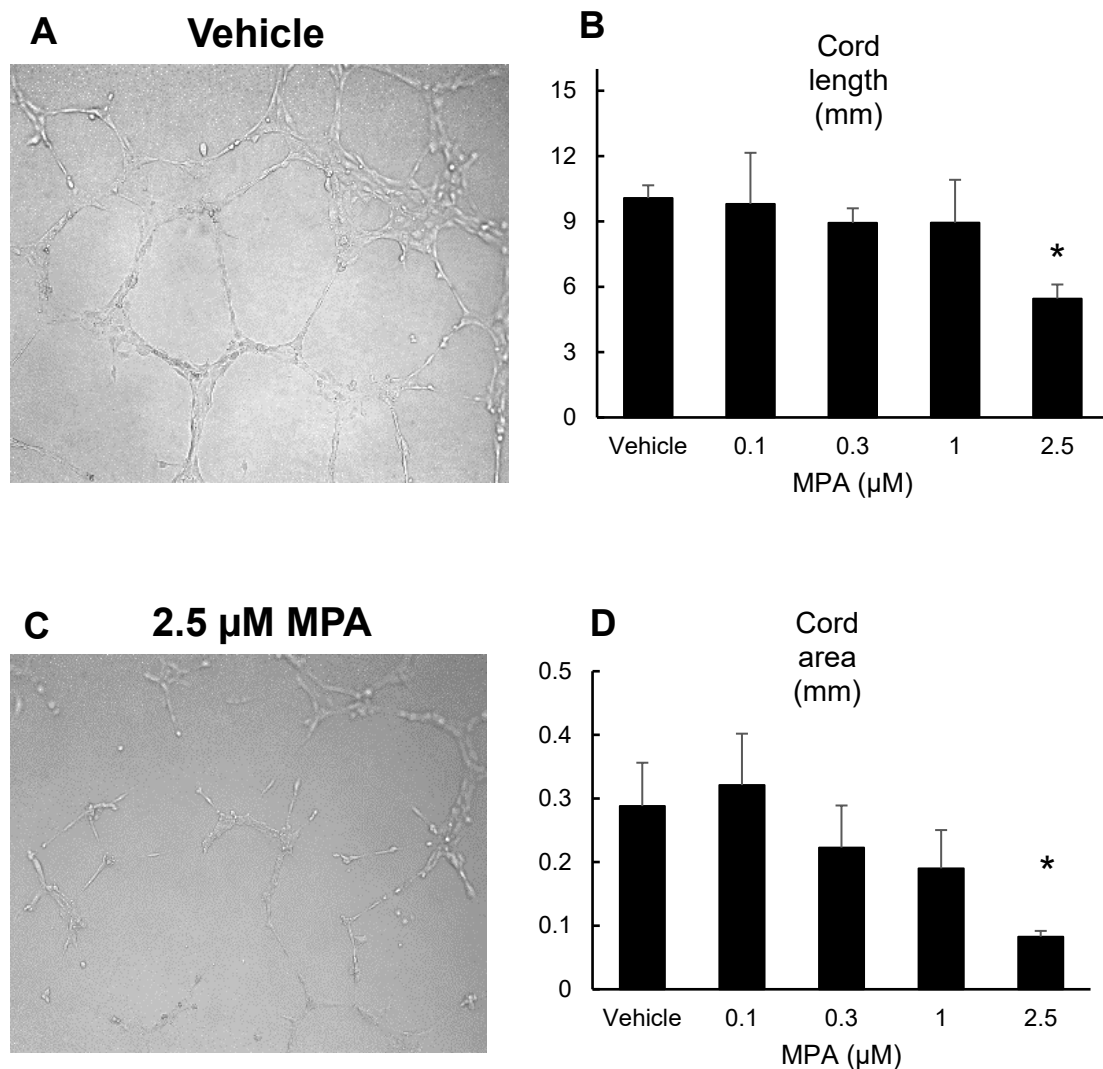 A
Vehicle
B
Cord
length
(mm)
15
12
9
6
3
0
*
Vehicle 0.1 0.3 1 2.5
MPA (µM)
C
2.5 µM MPA
D
Cord
area
(mm)
0.5
0.4
0.3
0.2
0.1
0
*
Vehicle 0.1 0.3 1 2.5
MPA (µM)